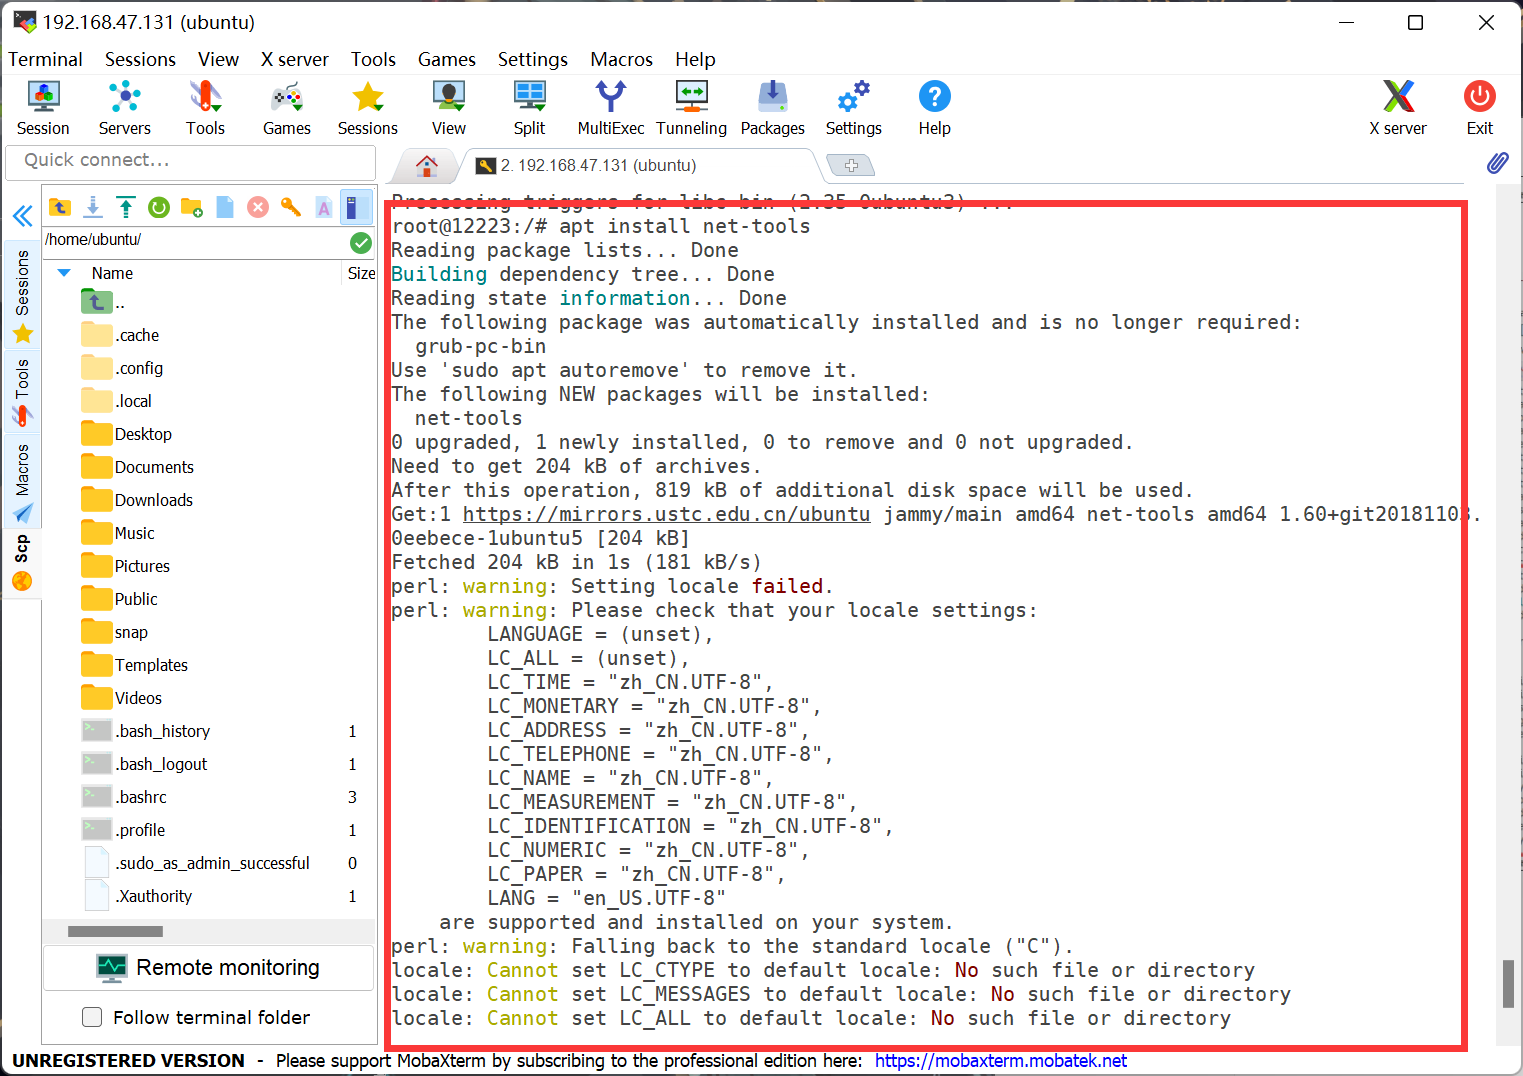 192.168.47.131 (ubuntu)
Terminal Sessions View X server Tools Games Settings Macros Help
Session Servers Tools Games Sessions View Split MultiExec Tunneling Packages Settings Help X server Exit
Quick connect...
2. 192.168.47.131 (ubuntu)
/home/ubuntu/
Name Size
..
.cache
.config
.local
Desktop
Documents
Downloads
Music
Pictures
Public
snap
Templates
Videos
.bash_history 1
.bash_logout 1
.bashrc 3
.profile 1
.sudo_as_admin_successful 0
.Xauthority 1
Sessions
Tools
Macros
Scp
Remote monitoring
Follow terminal folder
Processing triggers for libc-bin (2.35-0ubuntu3) ...
root@12223:/# apt install net-tools
Reading package lists... Done
Building dependency tree... Done
Reading state information... Done
The following package was automatically installed and is no longer required:
grub-pc-bin
Use 'sudo apt autoremove' to remove it.
The following NEW packages will be installed:
net-tools
0 upgraded, 1 newly installed, 0 to remove and 0 not upgraded.
Need to get 204 kB of archives.
After this operation, 819 kB of additional disk space will be used.
Get:1 https://mirrors.ustc.edu.cn/ubuntu jammy/main amd64 net-tools amd64 1.60+git20181103.
0eebece-1ubuntu5 [204 kB]
Fetched 204 kB in 1s (181 kB/s)
perl: warning: Setting locale failed.
perl: warning: Please check that your locale settings:
LANGUAGE = (unset),
LC_ALL = (unset),
LC_TIME = "zh_CN.UTF-8",
LC_MONETARY = "zh_CN.UTF-8",
LC_ADDRESS = "zh_CN.UTF-8",
LC_TELEPHONE = "zh_CN.UTF-8",
LC_NAME = "zh_CN.UTF-8",
LC_MEASUREMENT = "zh_CN.UTF-8",
LC_IDENTIFICATION = "zh_CN.UTF-8",
LC_NUMERIC = "zh_CN.UTF-8",
LC_PAPER = "zh_CN.UTF-8",
LANG = "en_US.UTF-8"
are supported and installed on your system.
perl: warning: Falling back to the standard locale ("C").
locale: Cannot set LC_CTYPE to default locale: No such file or directory
locale: Cannot set LC_MESSAGES to default locale: No such file or directory
locale: Cannot set LC_ALL to default locale: No such file or directory
UNREGISTERED VERSION - Please support MobaXterm by subscribing to the professional edition here: https://mobaxterm.mobatek.net